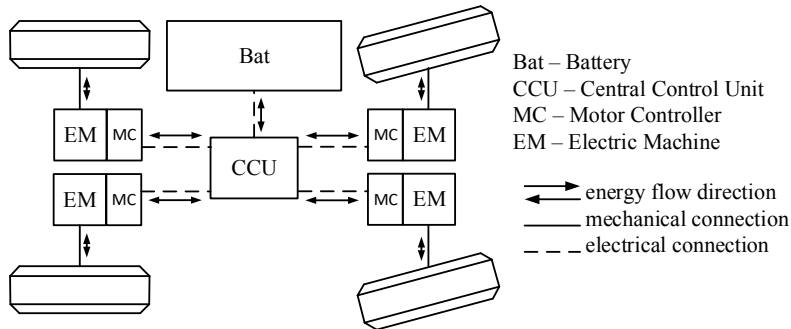 Bat
EM MC
MC EM
CCU
EM MC
MC EM
Bat – Battery
CCU – Central Control Unit
MC – Motor Controller
EM – Electric Machine
energy flow direction
mechanical connection
electrical connection